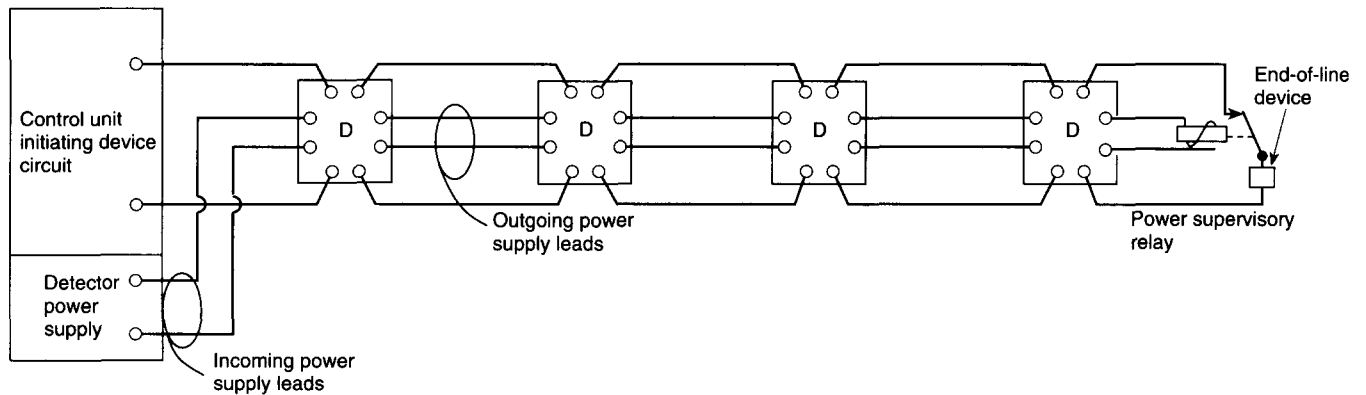 Control unit
initiating device
circuit
Detector
power
supply
Incoming power
supply leads
D
Outgoing power
supply leads
D
D
D
End-of-line
device
Power supervisory
relay